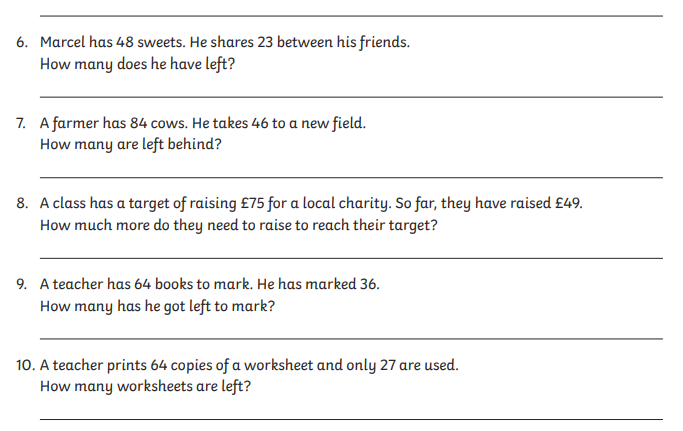 6. Marcel has 48 sweets. He shares 23 between his friends.
How many does he have left?
7. A farmer has 84 cows. He takes 46 to a new field.
How many are left behind?
8. A class has a target of raising £75 for a local charity. So far, they have raised £49.
How much more do they need to raise to reach their target?
9. A teacher has 64 books to mark. He has marked 36.
How many has he got left to mark?
10. A teacher prints 64 copies of a worksheet and only 27 are used.
How many worksheets are left?